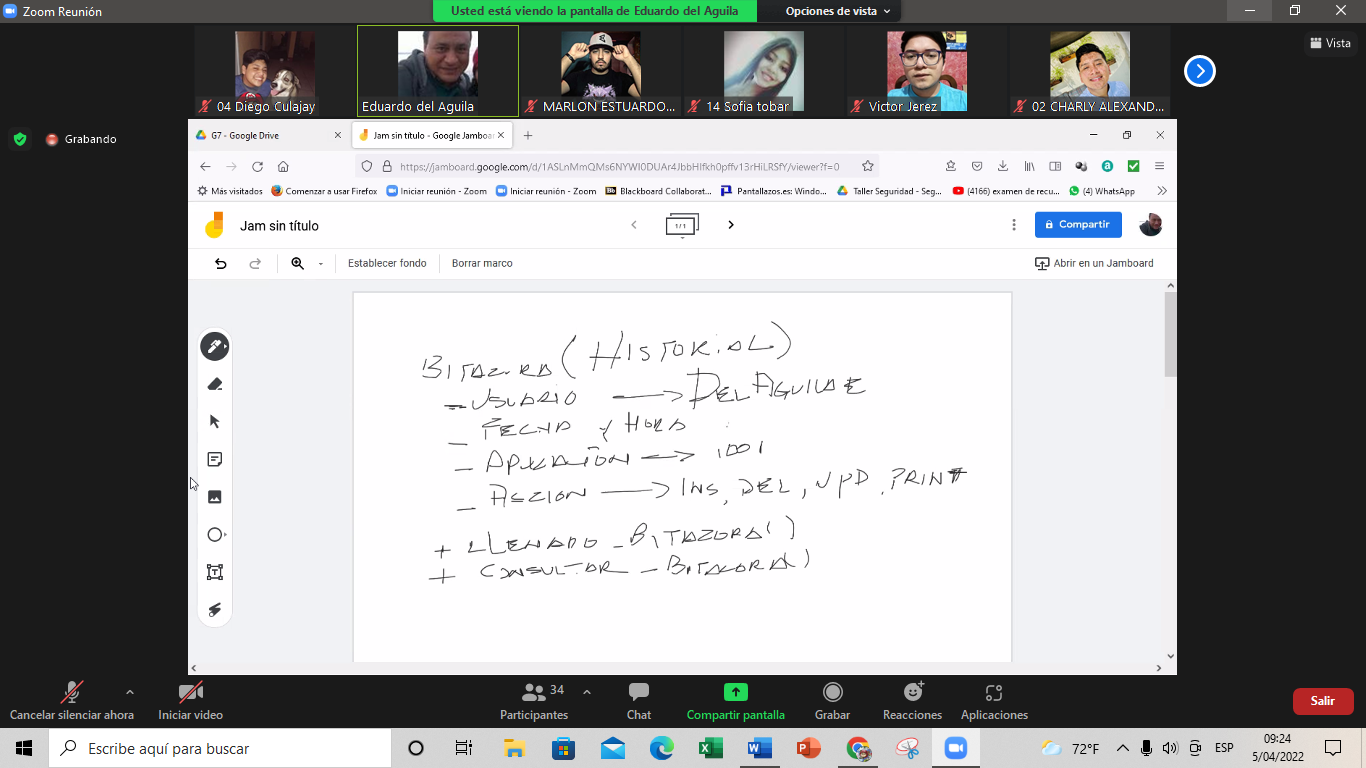 Zoom Reunión
Usted está viendo la pantalla de Eduardo del Aguila
Opciones de vista
Vista
04 Diego Culajay
Eduardo del Aguila
MARLON ESTUARDO...
14 Sofia tobar
Victor Jerez
02 CHARLY ALEXAND...
Grabando
G7 - Google Drive
Jam sin título - Google Jamboa
https://jamboard.google.com/d/1ASLnMmQMs6NYWI0DUAr4JbbHIfkh0pffv13rHiLRSfY/viewer?f=0
Más visitados
Comenzar a usar Firefox
Iniciar reunión - Zoom
Iniciar reunión - Zoom
Blackboard Collaborat...
Pantallazos.es: Windo...
Taller Seguridad - Seg...
(4166) examen de recu...
(4) WhatsApp
Jam sin título
1/1
Compartir
Establecer fondo
Borrar marco
Abrir en un Jamboard
BITAZORA (HISTORIAL)
- USUARIO → DELAGUILAE
- FECHA Y HORA
- APLICACIÓN → 1001
- ACCION → INS, DEL, UPD, PRINT
+ LLENADO_BITAZORA()
+ CONSULTAR_BITACORA()
Cancelar silenciar ahora
Iniciar video
34
Participantes
Chat
Compartir pantalla
Grabar
Reacciones
Aplicaciones
Salir
Escribe aquí para buscar
72°F
ESP
09:24
5/04/2022